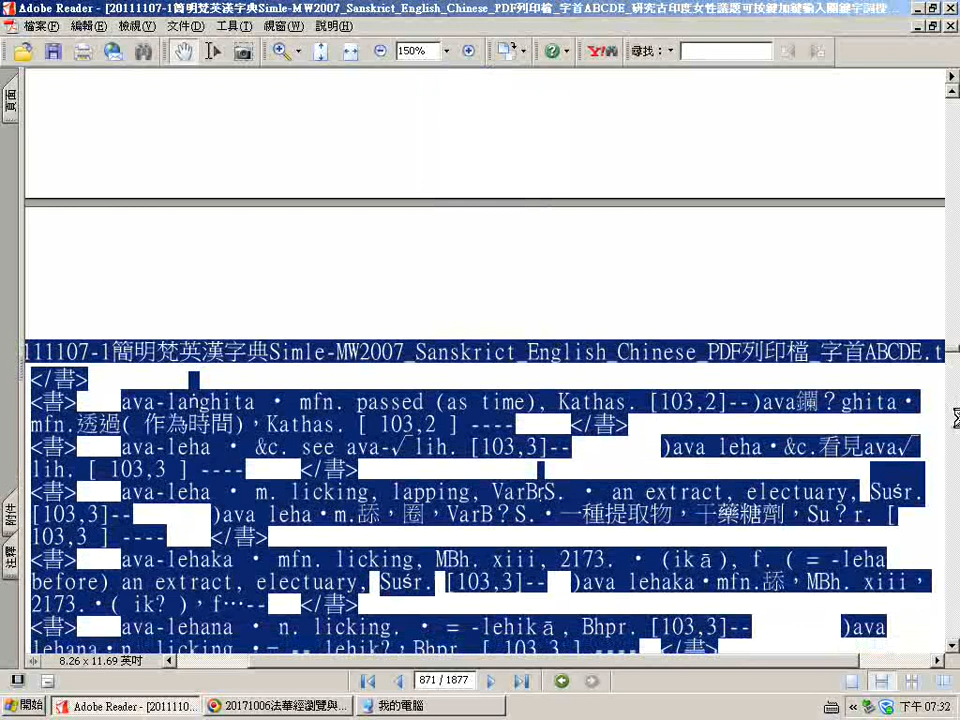 Adobe Reader - [20111107-1簡明梵英漢字典Simle-MW2007_Sanskrict_English_Chinese_PDF列印檔_字首ABCDE_研究古印度女性議題可按鍵加鍵輸入關鍵字詞搜...
檔案(F) 編輯(E) 檢視(V) 文件(D) 工具(T) 視窗(W) 說明(H)
150% Y! 尋找:
頁面
附件
註釋
111107-1簡明梵英漢字典Simle-MW2007_Sanskrict_English_Chinese_PDF列印檔_字首ABCDE.t
</書>
<書> ava-laṅghita ‧ mfn. passed (as time), Kathas. [103,2]--)ava鑭？ghita‧
mfn.透過( 作為時間)，Kathas. [ 103,2 ] ---- </書>
<書> ava-leha ‧ &c. see ava-√ lih. [103,3]-- )ava leha‧&c.看見ava√
lih. [ 103,3 ] ---- </書>
<書> ava-leha ‧ m. licking, lapping, VarBṛS. ‧ an extract, electuary, Suśr.
[103,3]-- )ava leha‧m.舔，圈，VarB？S.‧一種提取物，干藥糖劑，Su？r. [
103,3 ] ---- </書>
<書> ava-lehaka ‧ mfn. licking, MBh. xiii, 2173. ‧ (ikā), f. ( = -leha
before) an extract, electuary, Suśr. [103,3]-- )ava lehaka‧mfn.舔，MBh. xiii，
2173.‧( ik? )，f…-- </書>
<書> ava-lehana ‧ n. licking. ‧ = -lehikā, Bhpr. [103,3]-- )ava
lehana‧n. licking ‧= -- lehik?，Bhpr. [ 103,3 ] ---- </書>
8.26 x 11.69 英吋
871 / 1877
開始 Adobe Reader - [2011110... 20171006法華經瀏覽與... 我的電腦 « 下午 07:32